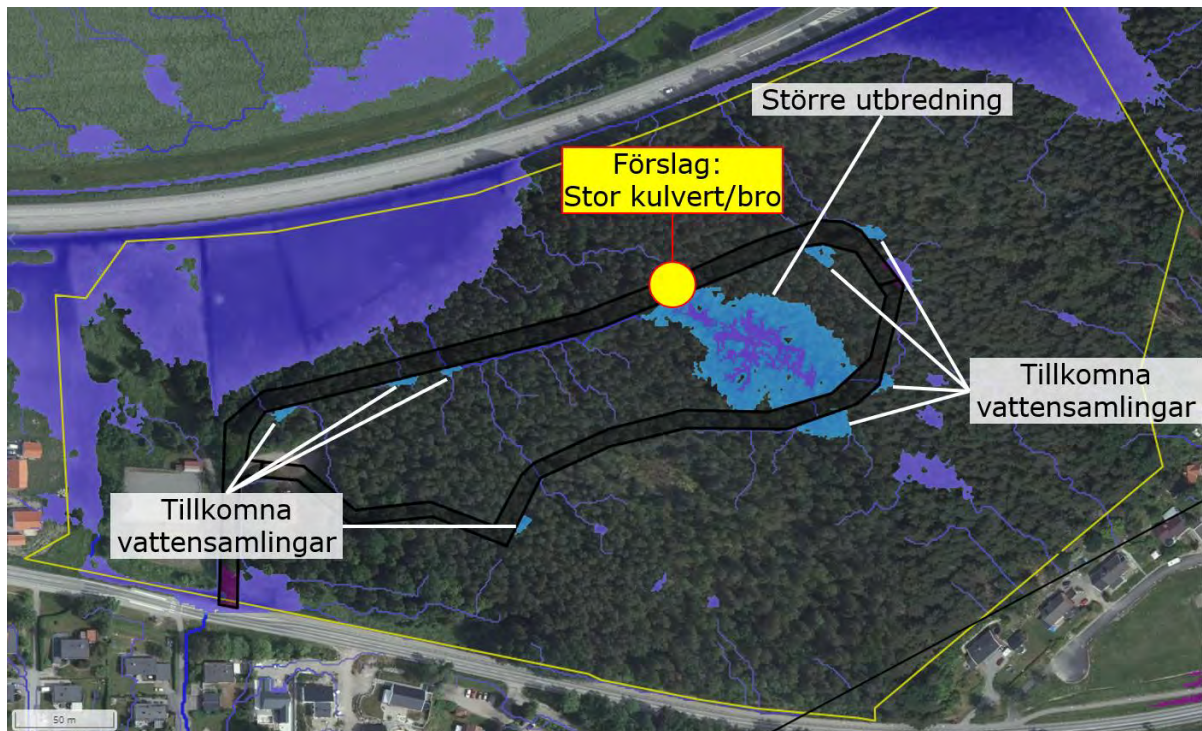 Större utbredning
Förslag:
Stor kulvert/bro
Tillkomna
vattensamlingar
Tillkomna
vattensamlingar
50 m